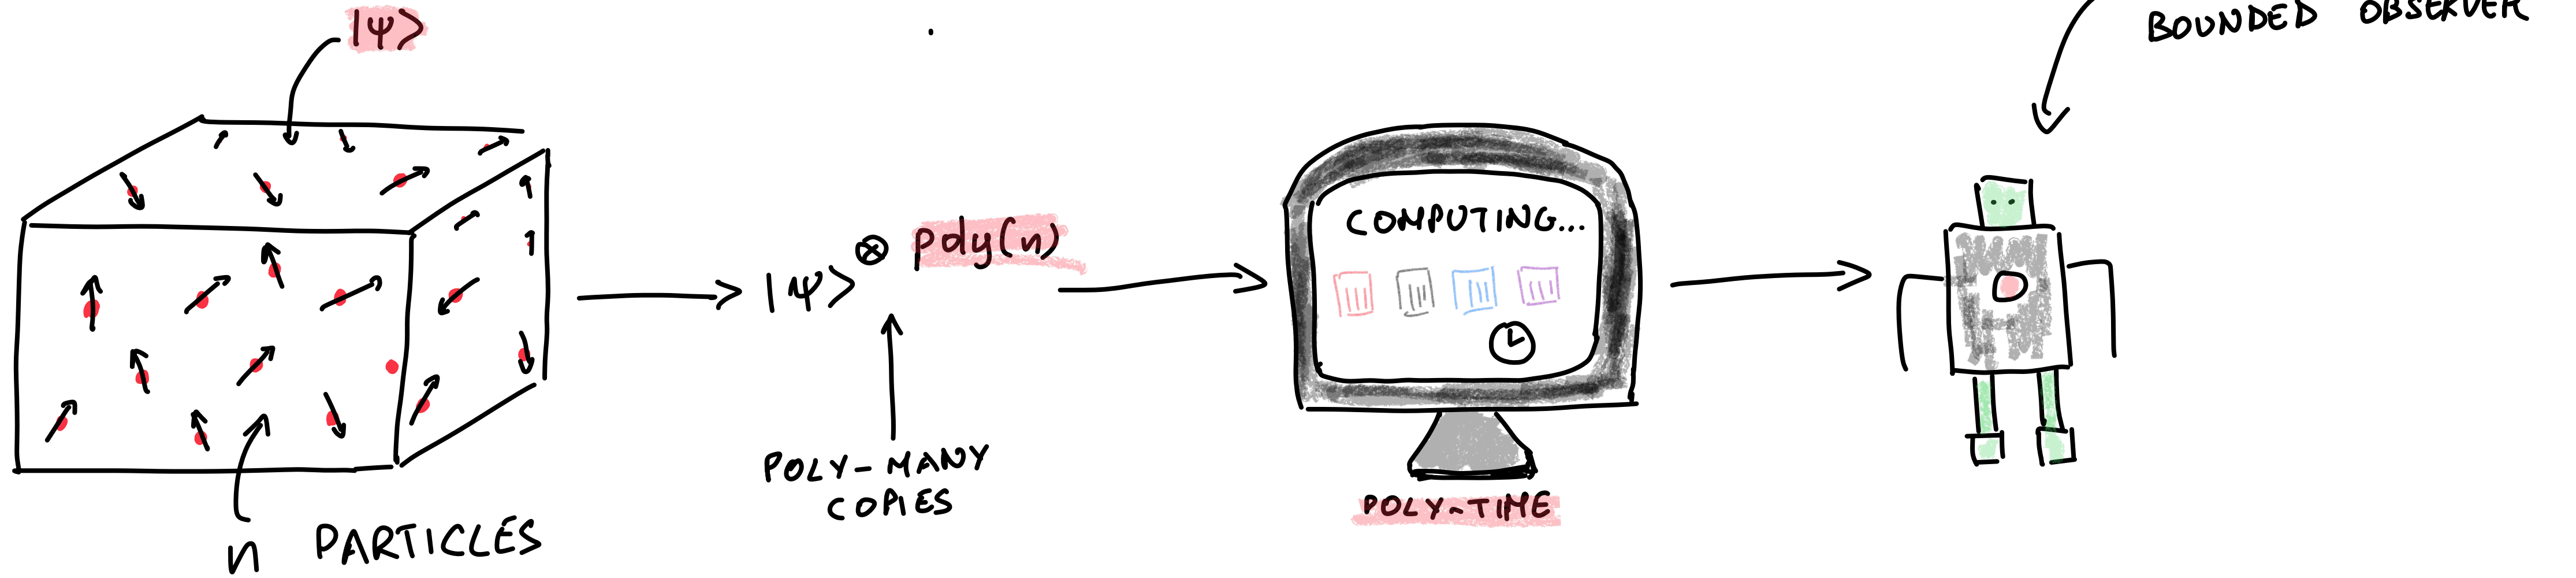 |ψ⟩
BOUNDED OBSERVER
COMPUTING...
|ψ⟩ ⊗ poly(n)
POLY-MANY
COPIES
POLY-TIME
n PARTICLES